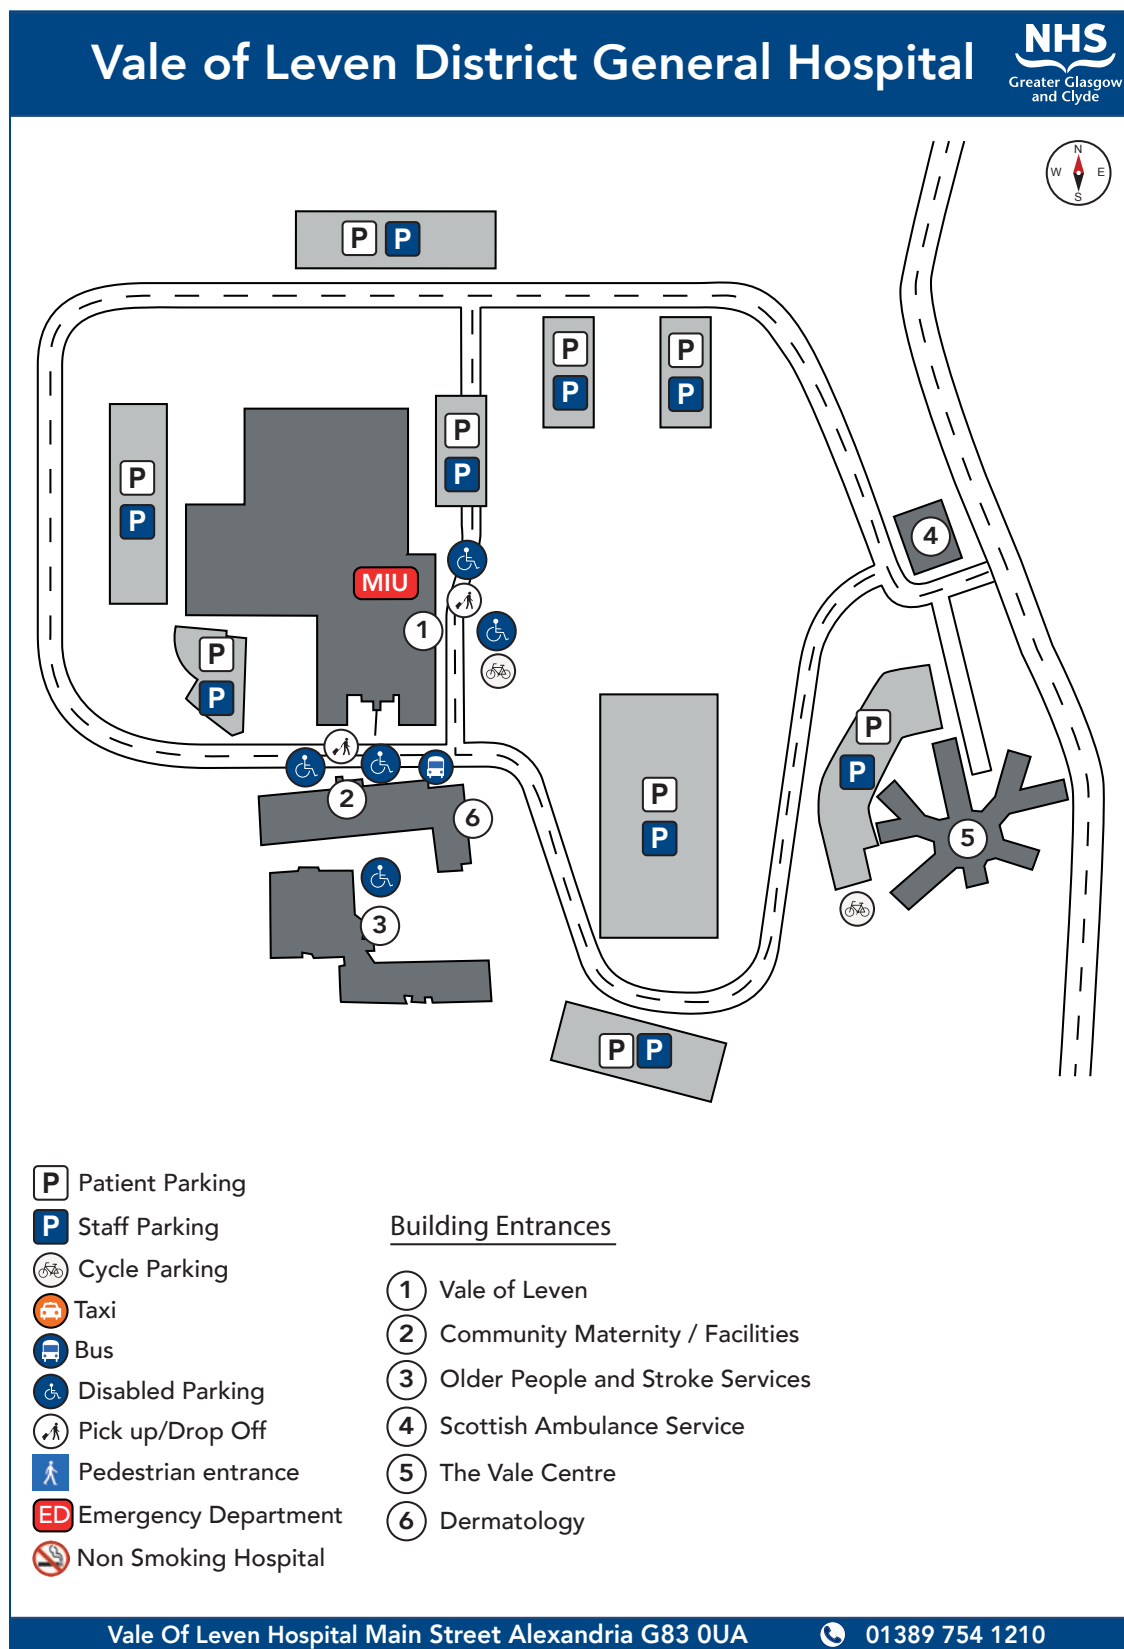 Vale of Leven District General Hospital
NHS
Greater Glasgow
and Clyde
N
W E
S
P P
P P
P P
P
P
P
P
4
MIU
1
P
P
P
P
2
6
P
P
5
3
P P
P Patient Parking
P Staff Parking
Cycle Parking
Taxi
Bus
Disabled Parking
Pick up/Drop Off
Pedestrian entrance
ED Emergency Department
Non Smoking Hospital
Building Entrances
1 Vale of Leven
2 Community Maternity / Facilities
3 Older People and Stroke Services
4 Scottish Ambulance Service
5 The Vale Centre
6 Dermatology
Vale Of Leven Hospital Main Street Alexandria G83 0UA 01389 754 1210